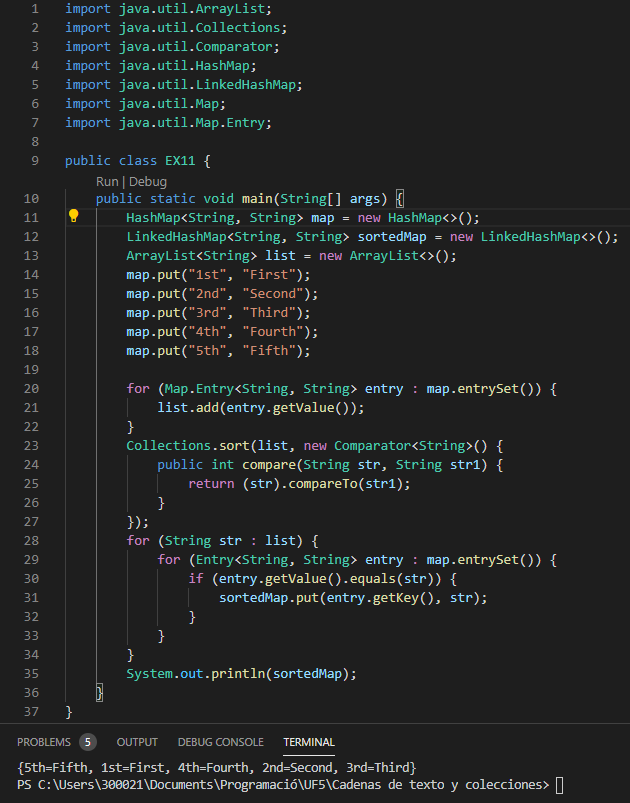 1 import java.util.ArrayList;
2 import java.util.Collections;
3 import java.util.Comparator;
4 import java.util.HashMap;
5 import java.util.LinkedHashMap;
6 import java.util.Map;
7 import java.util.Map.Entry;
8
9 public class EX11 {
Run | Debug
10 public static void main(String[] args) {
11 HashMap<String, String> map = new HashMap<>();
12 LinkedHashMap<String, String> sortedMap = new LinkedHashMap<>();
13 ArrayList<String> list = new ArrayList<>();
14 map.put("1st", "First");
15 map.put("2nd", "Second");
16 map.put("3rd", "Third");
17 map.put("4th", "Fourth");
18 map.put("5th", "Fifth");
19
20 for (Map.Entry<String, String> entry : map.entrySet()) {
21 list.add(entry.getValue());
22 }
23 Collections.sort(list, new Comparator<String>() {
24 public int compare(String str, String str1) {
25 return (str).compareTo(str1);
26 }
27 });
28 for (String str : list) {
29 for (Entry<String, String> entry : map.entrySet()) {
30 if (entry.getValue().equals(str)) {
31 sortedMap.put(entry.getKey(), str);
32 }
33 }
34 }
35 System.out.println(sortedMap);
36 }
37 }
PROBLEMS 5 OUTPUT DEBUG CONSOLE TERMINAL
{5th=Fifth, 1st=First, 4th=Fourth, 2nd=Second, 3rd=Third}
PS C:\Users\300021\Documents\Programació\UF5\Cadenas de texto y colecciones>